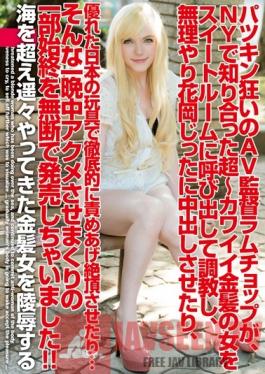 パッキン狂いのAV監督ラムチョップが、
NYで知り合った超～カワイイ金髪の女を
スイートルームに呼び出して調教し、
無理やり花岡じったに中出しさせたり、
優れた日本の玩具で徹底的に責めあげ絶頂させたり…
そんな一晩中アクメさせまくりの
一部始終を無断で発売しちゃいました!!
海を超え遥々やってきた金髪女を陵辱する
JAV LIBRARY